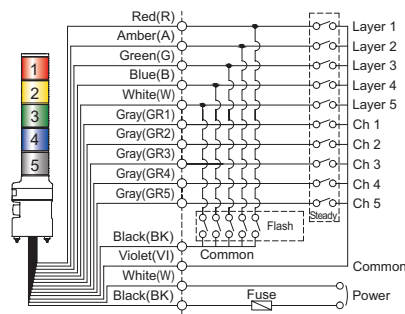 Red(R)
Layer 1
Amber(A)
Layer 2
Green(G)
Layer 3
Blue(B)
Layer 4
White(W)
Layer 5
Gray(GR1)
Ch 1
Gray(GR2)
Ch 2
Gray(GR3)
Ch 3
Gray(GR4)
Ch 4
Gray(GR5)
Ch 5
1
2
3
4
5
Steady
Flash
Black(BK)
Common
Violet(VI)
Common
White(W)
Power
Black(BK)
Fuse